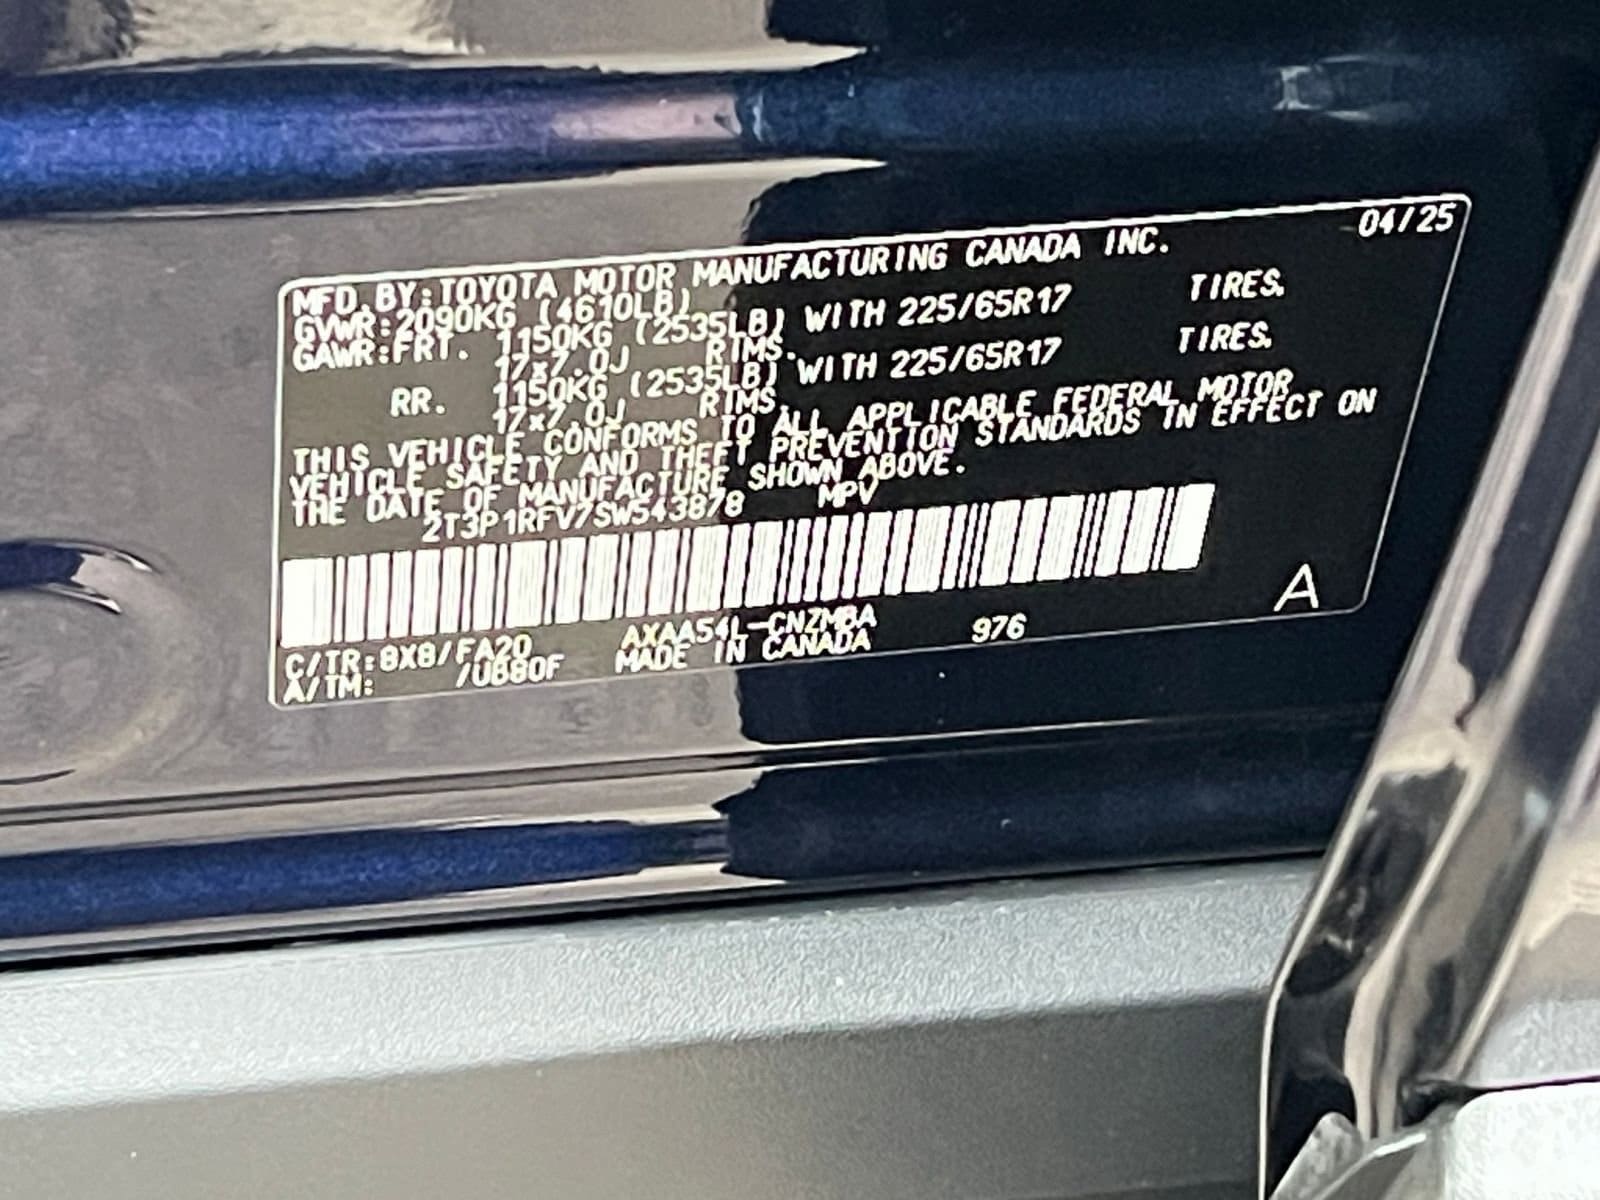 04/25
MFD. BY: TOYOTA MOTOR MANUFACTURING CANADA INC.
GVWR: 2090KG (4610LB)
GAWR: FRT. 1150KG (2535LB) WITH 225/65R17 TIRES,
17x7.0J RIMS.
RR. 1150KG (2535LB) WITH 225/65R17 TIRES,
17x7.0J RIMS.
THIS VEHICLE CONFORMS TO ALL APPLICABLE FEDERAL MOTOR
VEHICLE SAFETY AND THEFT PREVENTION STANDARDS IN EFFECT ON
THE DATE OF MANUFACTURE SHOWN ABOVE.
2T3P1RFV7SW543878 MPV
C/TR: 8X8/FA20 AXAA54L-CNZMBA 976 A
A/TM: /UB80F MADE IN CANADA